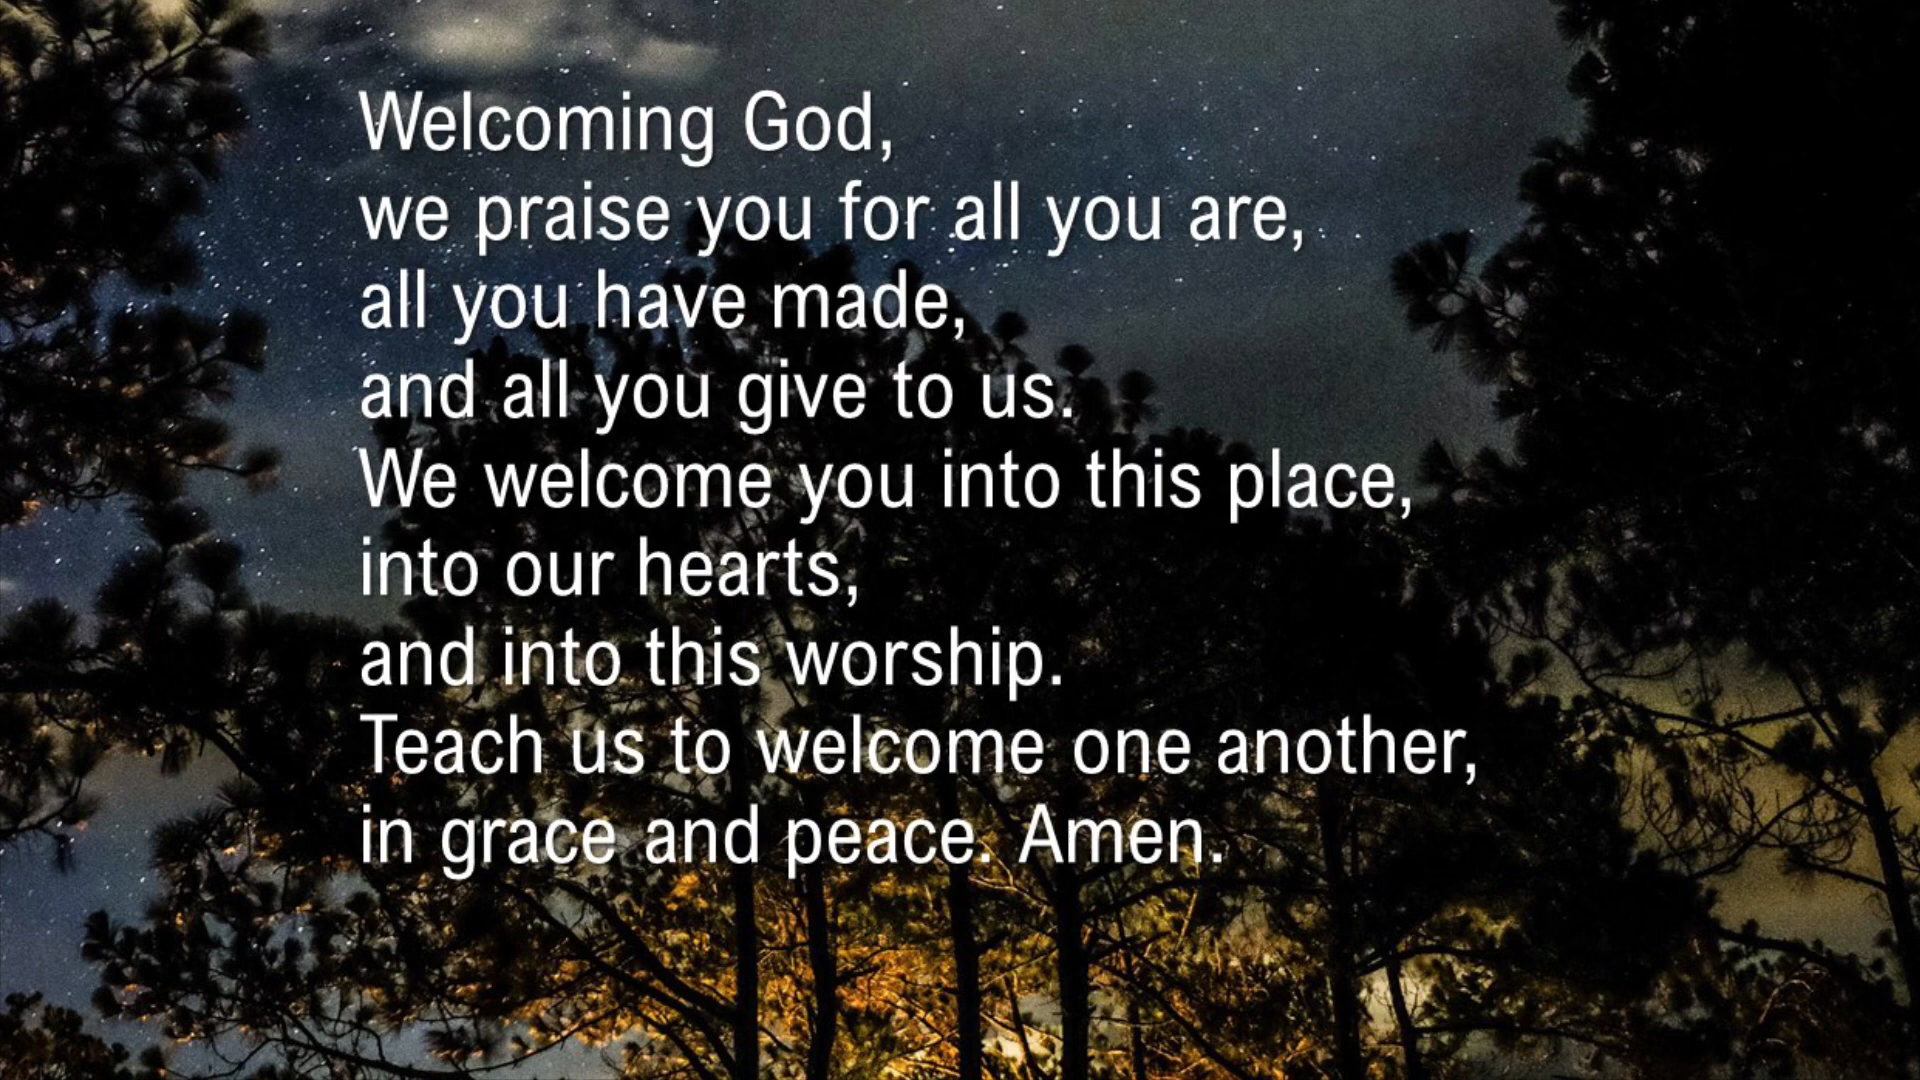 Welcoming God,
we praise you for all you are,
all you have made,
and all you give to us.
We welcome you into this place,
into our hearts,
and into this worship.
Teach us to welcome one another,
in grace and peace. Amen.